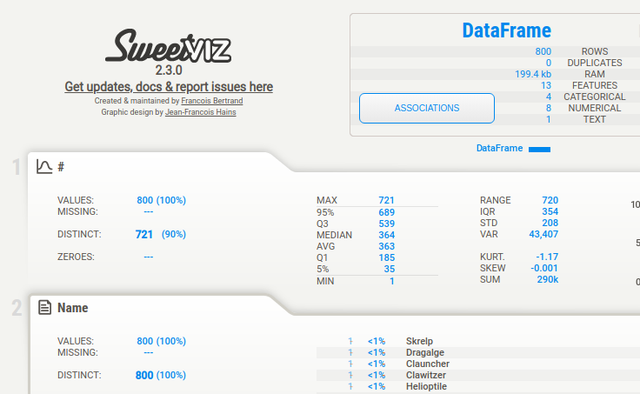 SweetVIZ
2.3.0
Get updates, docs & report issues here
Created & maintained by Francois Bertrand
Graphic design by Jean-Francois Hains
DataFrame
800 ROWS
0 DUPLICATES
199.4 kb RAM
13 FEATURES
4 CATEGORICAL
8 NUMERICAL
1 TEXT
ASSOCIATIONS
DataFrame
1
#
VALUES: 800 (100%)
MISSING: ---
DISTINCT: 721 (90%)
ZEROES: ---
MAX 721
95% 689
Q3 539
MEDIAN 364
AVG 363
Q1 185
5% 35
MIN 1
RANGE 720
IQR 354
STD 208
VAR 43,407
KURT. -1.17
SKEW -0.001
SUM 290k
10
5
0
2
Name
VALUES: 800 (100%)
MISSING: ---
DISTINCT: 800 (100%)
1 <1% Skrelp
1 <1% Dragalge
1 <1% Clauncher
1 <1% Clawitzer
1 <1% Helioptile